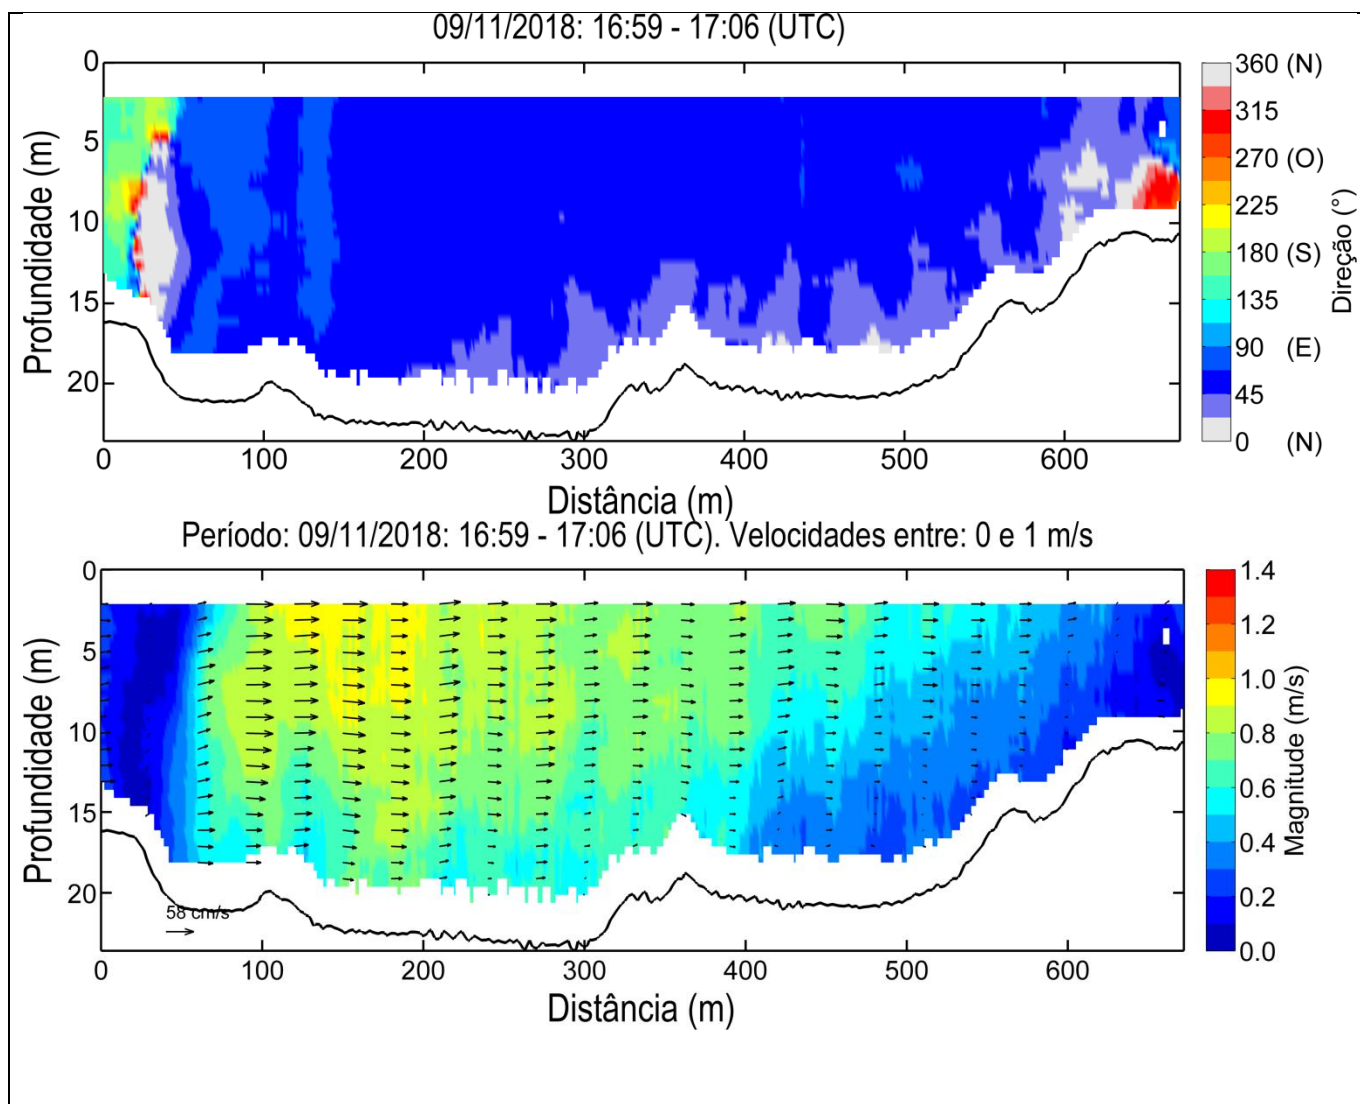 09/11/2018: 16:59 - 17:06 (UTC)
0
5
10
15
20
Profundidade (m)
0 100 200 300 400 500 600
Distância (m)
360 (N)
315
270 (O)
225
180 (S)
135
90 (E)
45
0 (N)
Direção (°)
Período: 09/11/2018: 16:59 - 17:06 (UTC). Velocidades entre: 0 e 1 m/s
0
5
10
15
20
Profundidade (m)
58 cm/s
0 100 200 300 400 500 600
Distância (m)
1.4
1.2
1.0
0.8
0.6
0.4
0.2
0.0
Magnitude (m/s)